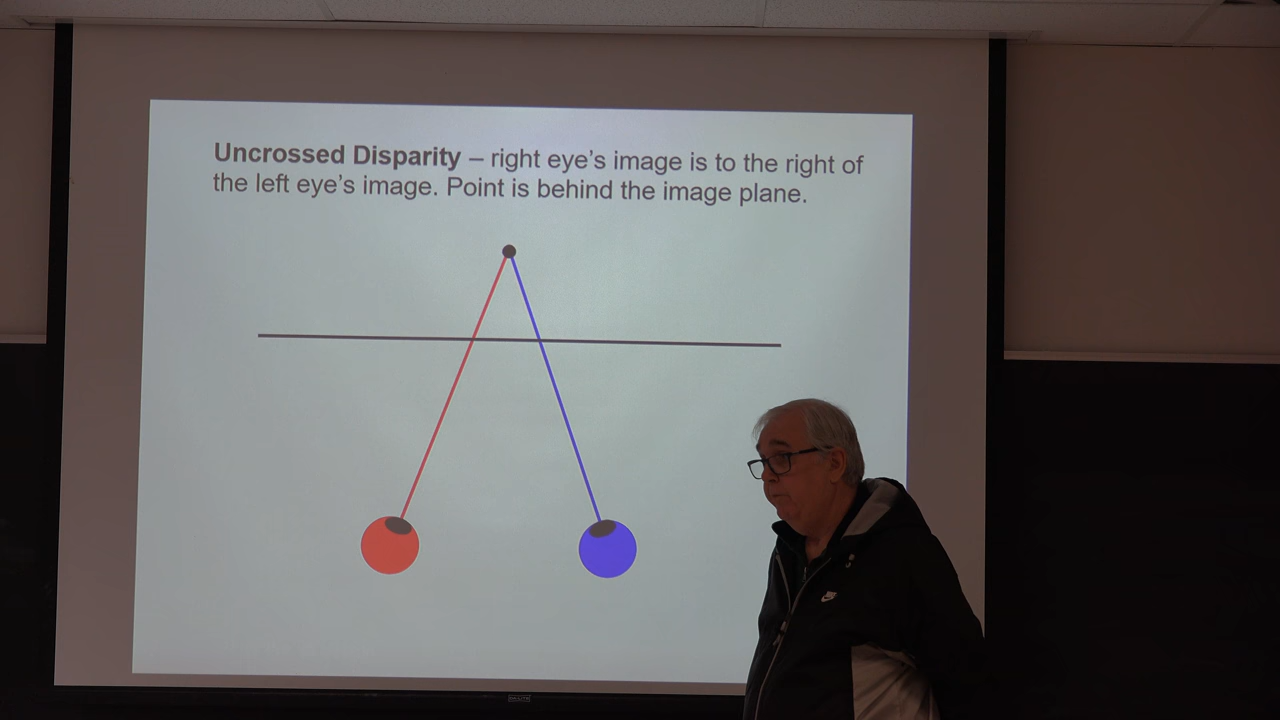 Uncrossed Disparity – right eye’s image is to the right of
the left eye’s image. Point is behind the image plane.